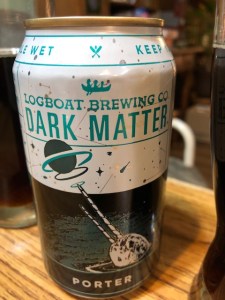 E WET KEEP
LOGBOAT BREWING CO
DARK MATTER
PORTER